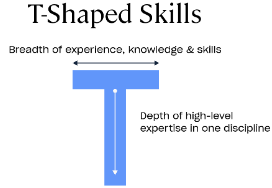 T-Shaped Skills
Breadth of experience, knowledge & skills
Depth of high-level
expertise in one discipline